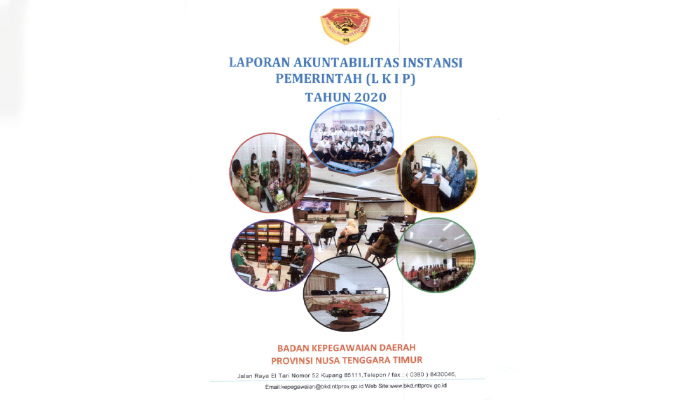 LAPORAN AKUNTABILITAS INSTANSI
PEMERINTAH (L K I P)
TAHUN 2020
BADAN KEPEGAWAIAN DAERAH
PROVINSI NUSA TENGGARA TIMUR
Jalan Raya El Tari Nomor 52 Kupang 85111,Telepon / fax : ( 0380 ) 8430046,
Email:kepegawaian@bkd.nttprov.go.id Web Site:www.bkd.nttprov.go.id